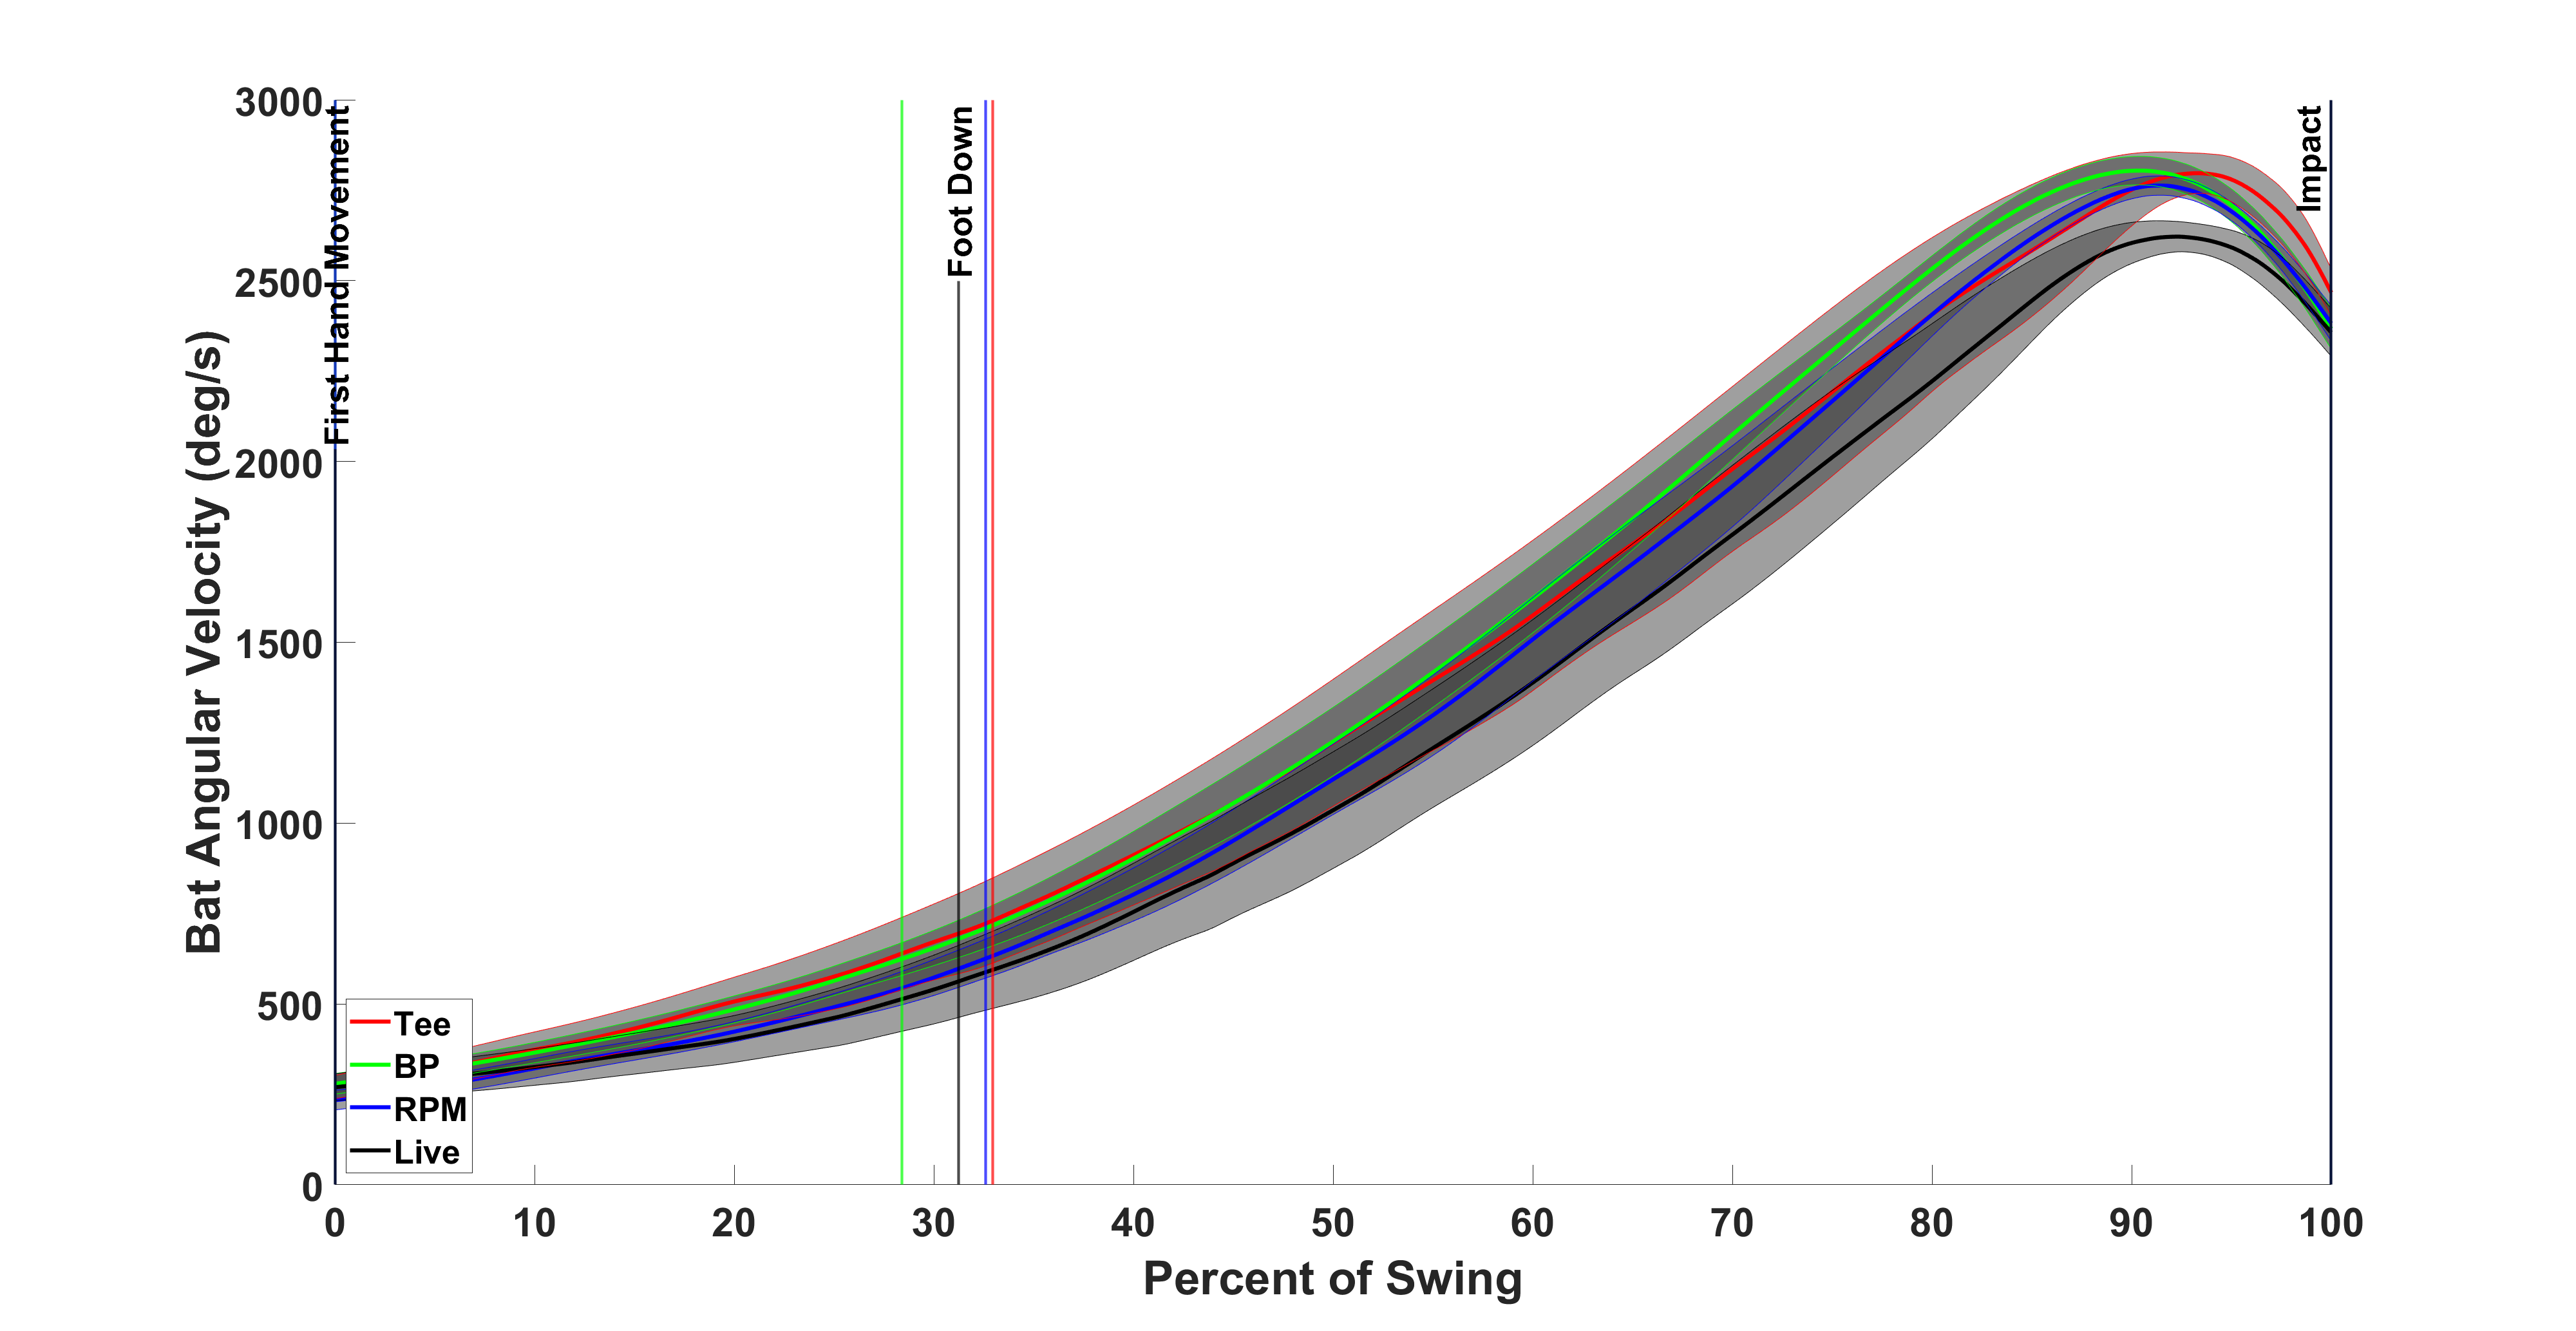 Bat Angular Velocity (deg/s)
3000
2500
2000
1500
1000
500
0
First Hand Movement
Foot Down
Impact
Tee
BP
RPM
Live
0 10 20 30 40 50 60 70 80 90 100
Percent of Swing